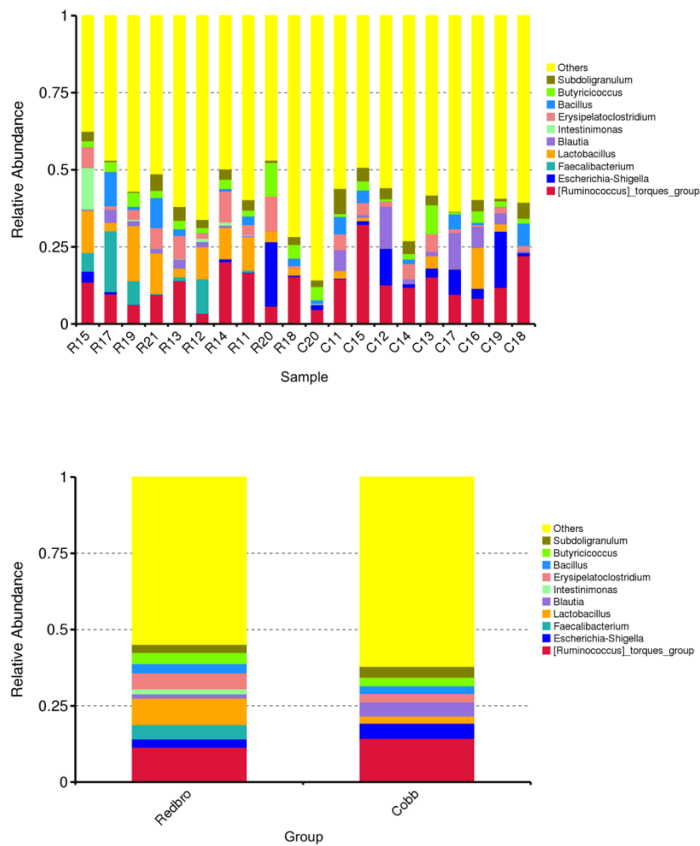 1
0.75
0.5
0.25
0
Relative Abundance
R15 R17 R19 R21 R13 R12 R14 R11 R20 R18 C20 C11 C15 C12 C14 C13 C17 C16 C19 C18
Sample
Others
Subdoligranulum
Butyricicoccus
Bacillus
Erysipelatoclostridium
Intestinimonas
Blautia
Lactobacillus
Faecalibacterium
Escherichia-Shigella
[Ruminococcus]_torques_group
1
0.75
0.5
0.25
0
Relative Abundance
Redbro Cobb
Group
Others
Subdoligranulum
Butyricicoccus
Bacillus
Erysipelatoclostridium
Intestinimonas
Blautia
Lactobacillus
Faecalibacterium
Escherichia-Shigella
[Ruminococcus]_torques_group